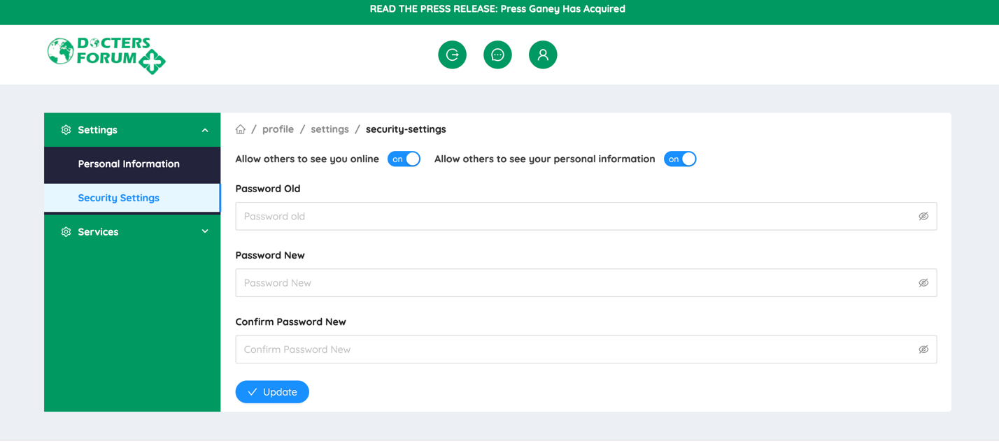 READ THE PRESS RELEASE: Press Ganey Has Acquired
DOCTERS
FORUM
Settings
Personal Information
Security Settings
Services
/ profile / settings / security-settings
Allow others to see you online on Allow others to see your personal information on
Password Old
Password old
Password New
Password New
Confirm Password New
Confirm Password New
Update